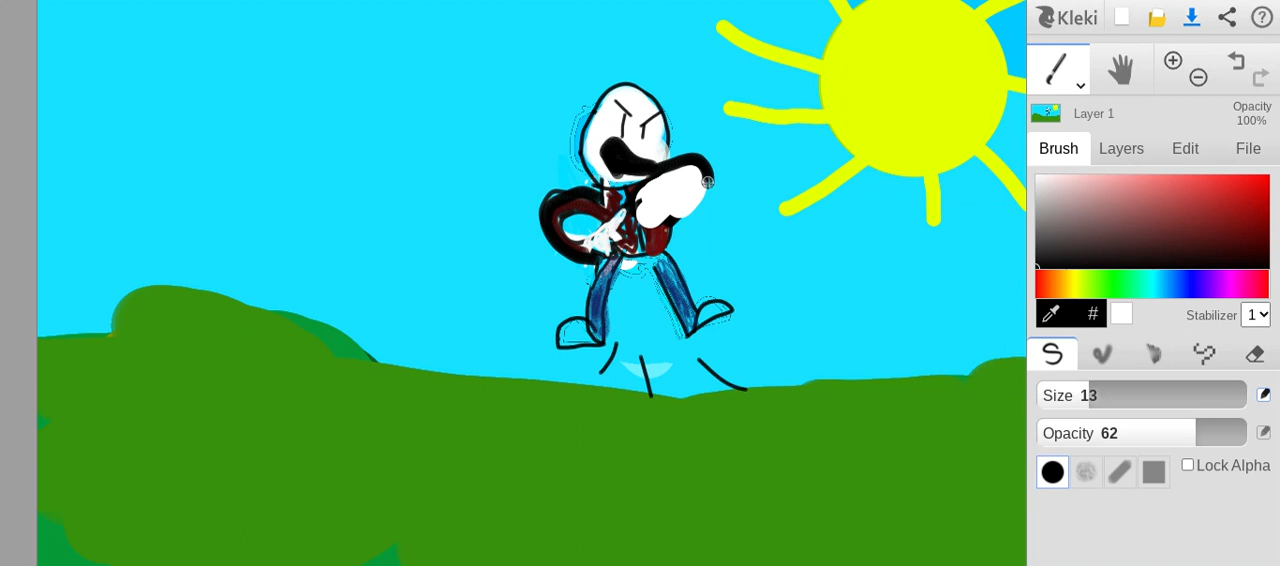 Kleki
Layer 1
Opacity
100%
Brush
Layers
Edit
File
#
Stabilizer 1
Size 13
Opacity 62
Lock Alpha